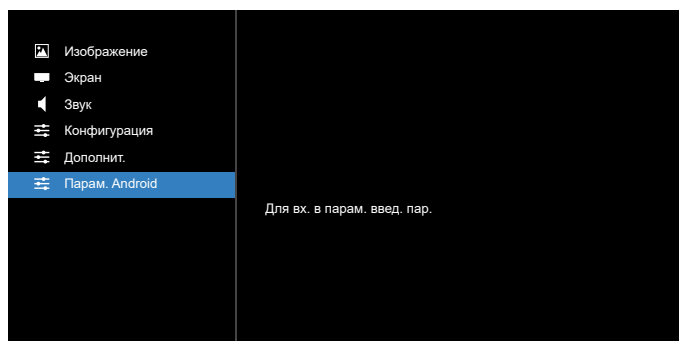 Изображение
Экран
Звук
Конфигурация
Дополнит.
Парам. Android
Для вх. в парам. введ. пар.